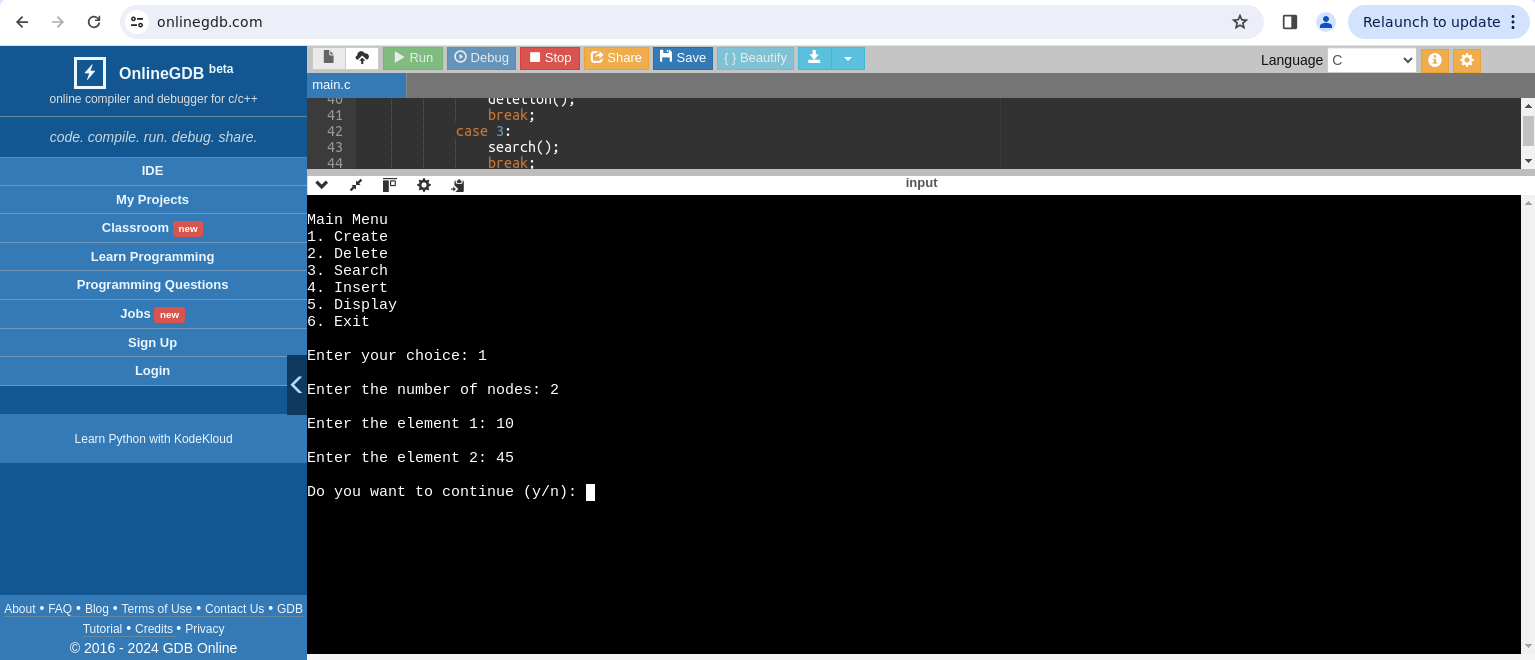 onlinegdb.com
Relaunch to update
OnlineGDB beta
online compiler and debugger for c/c++
code. compile. run. debug. share.
IDE
My Projects
Classroom new
Learn Programming
Programming Questions
Jobs new
Sign Up
Login
Learn Python with KodeKloud
About • FAQ • Blog • Terms of Use • Contact Us • GDB
Tutorial • Credits • Privacy
© 2016 - 2024 GDB Online
Run Debug Stop Share Save { } Beautify
Language C
main.c
40 deletion();
41 break;
42 case 3:
43 search();
44 break;
input
Main Menu
1. Create
2. Delete
3. Search
4. Insert
5. Display
6. Exit
Enter your choice: 1
Enter the number of nodes: 2
Enter the element 1: 10
Enter the element 2: 45
Do you want to continue (y/n):